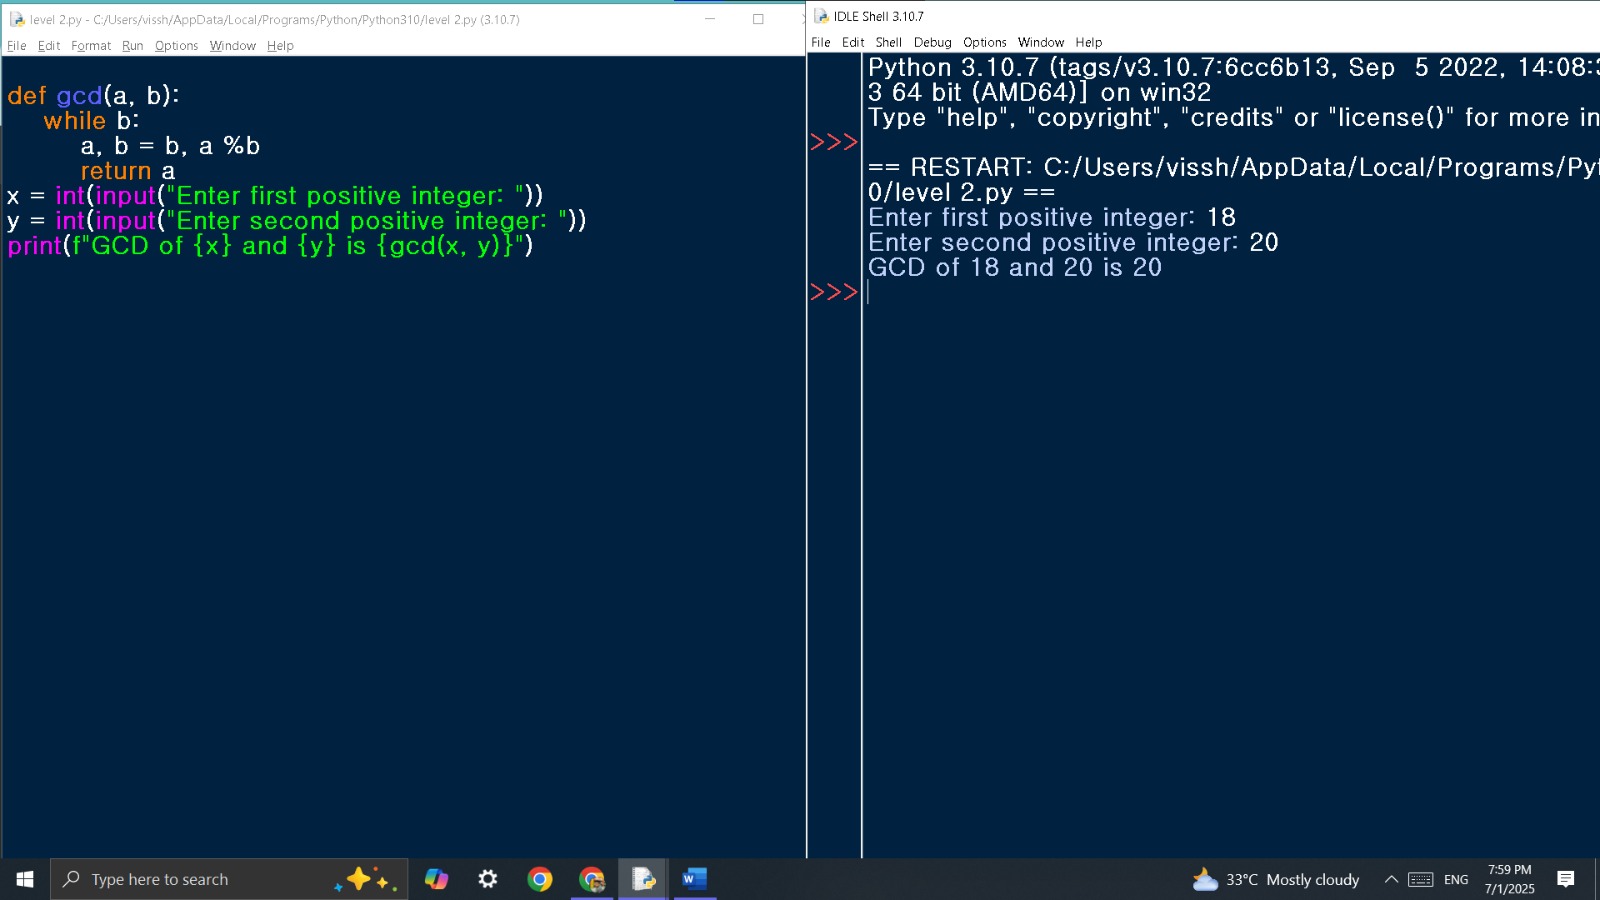 level 2.py - C:/Users/vissh/AppData/Local/Programs/Python/Python310/level 2.py (3.10.7)
File Edit Format Run Options Window Help
def gcd(a, b):
    while b:
        a, b = b, a %b
        return a
x = int(input("Enter first positive integer: "))
y = int(input("Enter second positive integer: "))
print(f"GCD of {x} and {y} is {gcd(x, y)}")
IDLE Shell 3.10.7
File Edit Shell Debug Options Window Help
Python 3.10.7 (tags/v3.10.7:6cc6b13, Sep  5 2022, 14:08:
3 64 bit (AMD64)] on win32
Type "help", "copyright", "credits" or "license()" for more in
>>>
== RESTART: C:/Users/vissh/AppData/Local/Programs/Py
0/level 2.py ==
Enter first positive integer: 18
Enter second positive integer: 20
GCD of 18 and 20 is 20
>>>
Type here to search
33°C Mostly cloudy
ENG
7:59 PM
7/1/2025